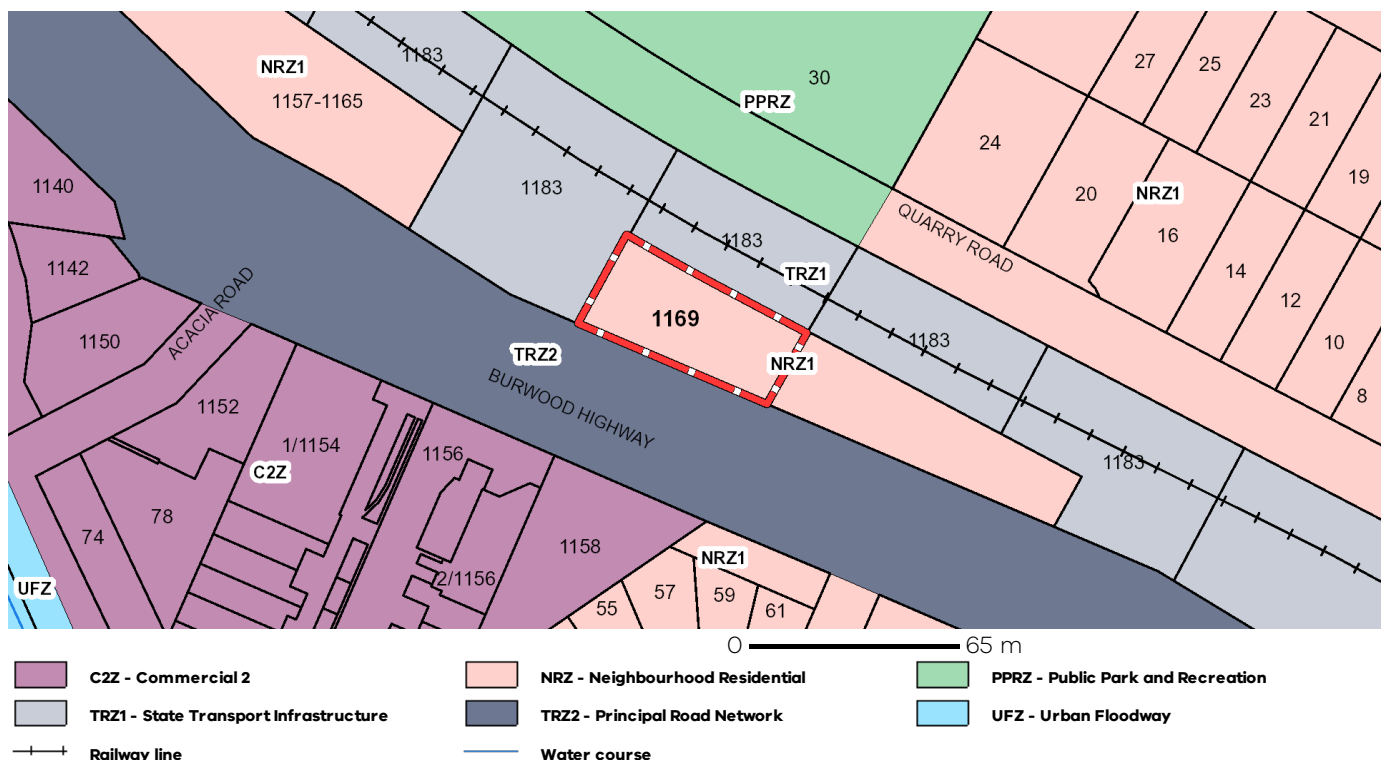 1183
NRZ1
1157-1165
30
PPRZ
27
25
23
21
19
24
20
NRZ1
16
14
12
10
8
QUARRY ROAD
1140
1142
1150
ACACIA ROAD
1183
1183
TRZ1
1183
1183
1169
NRZ1
TRZ2
BURWOOD HIGHWAY
1152
1/1154
1156
C2Z
78
74
1158
2/1156
UFZ
NRZ1
55
57
59
61
0 65 m
C2Z - Commercial 2
NRZ - Neighbourhood Residential
PPRZ - Public Park and Recreation
TRZ1 - State Transport Infrastructure
TRZ2 - Principal Road Network
UFZ - Urban Floodway
Railway line
Water course